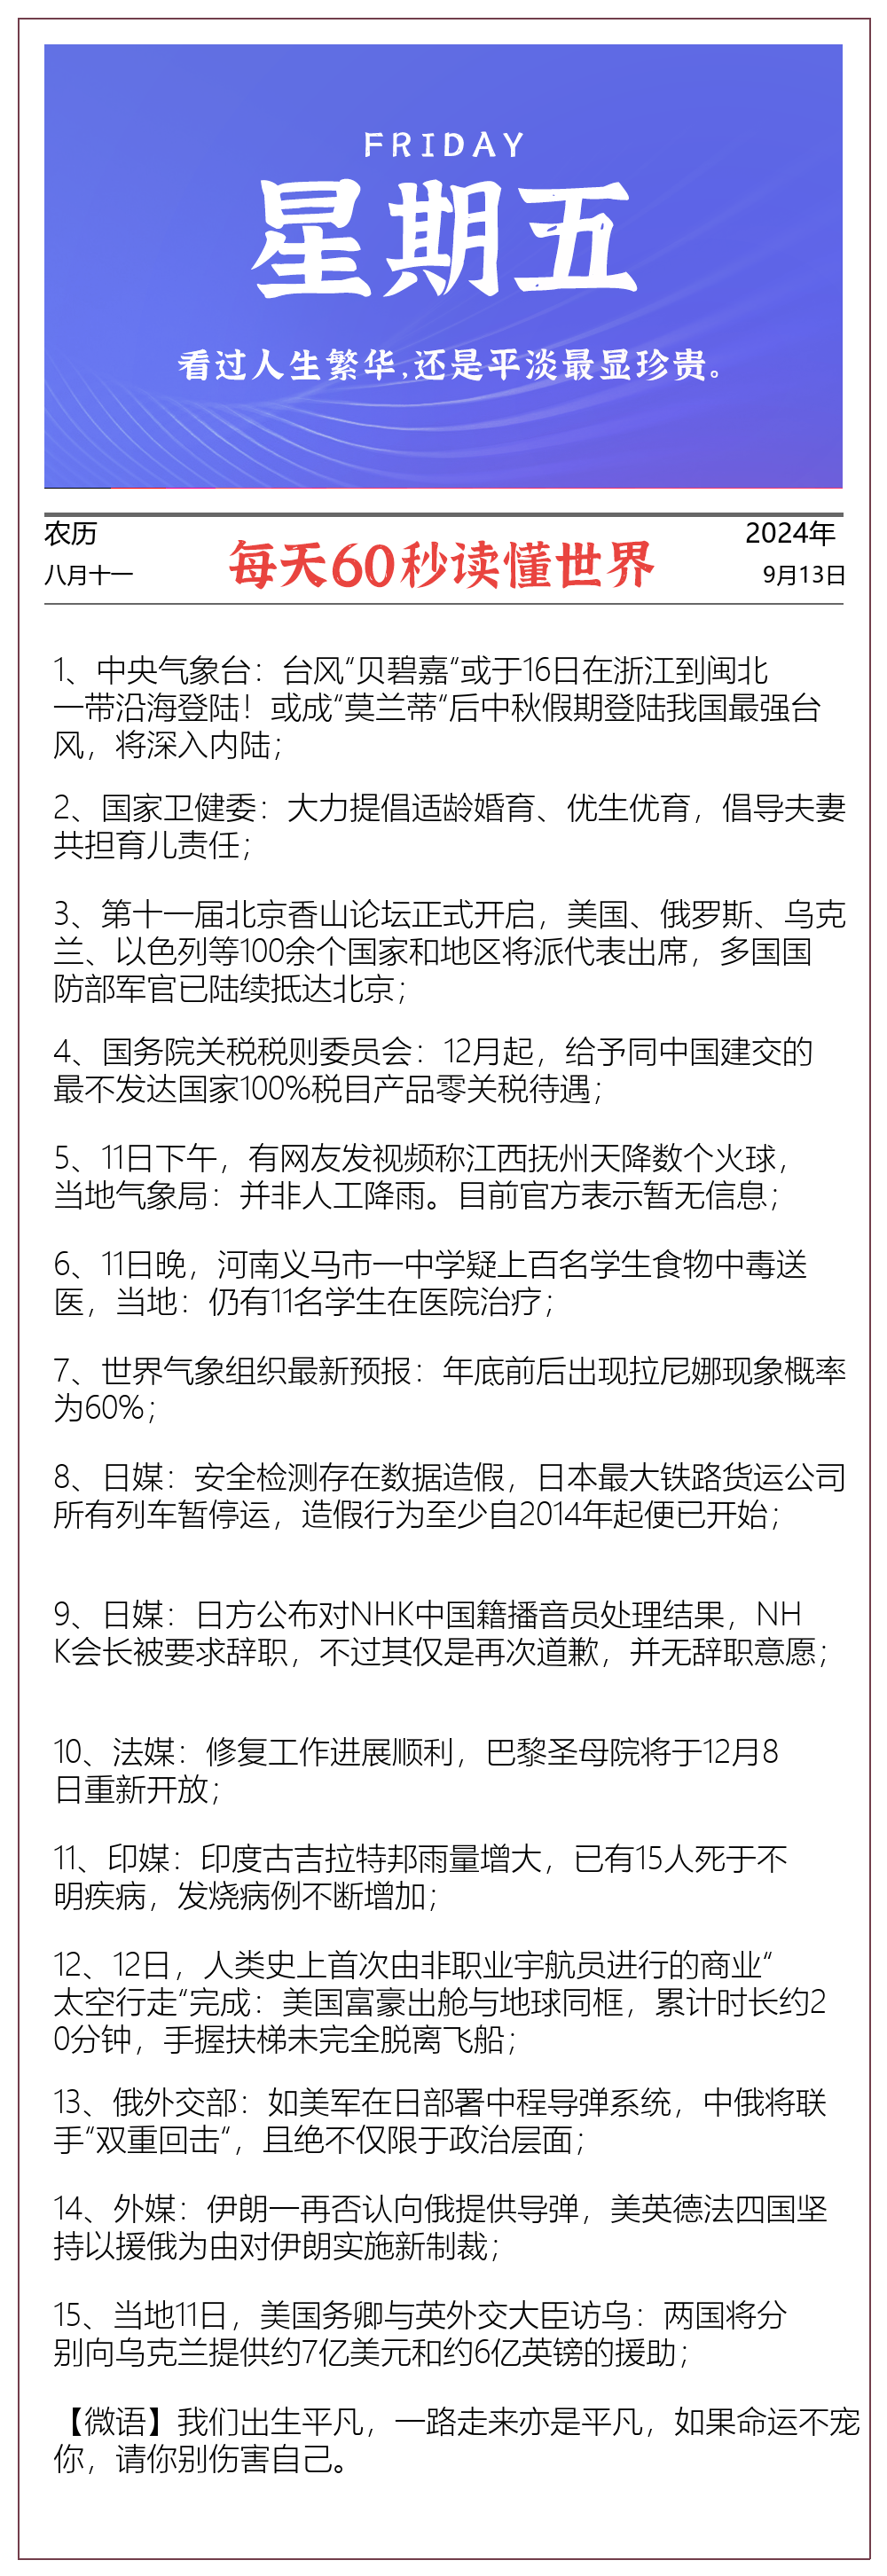 FRIDAY
星期五
看过人生繁华,还是平淡最显珍贵。
农历
八月十一
每天60秒读懂世界
2024年
9月13日
1、中央气象台：台风“贝碧嘉“或于16日在浙江到闽北
一带沿海登陆！或成“莫兰蒂“后中秋假期登陆我国最强台
风，将深入内陆；
2、国家卫健委：大力提倡适龄婚育、优生优育，倡导夫妻
共担育儿责任；
3、第十一届北京香山论坛正式开启，美国、俄罗斯、乌克
兰、以色列等100余个国家和地区将派代表出席，多国国
防部军官已陆续抵达北京；
4、国务院关税税则委员会：12月起，给予同中国建交的
最不发达国家100%税目产品零关税待遇；
5、11日下午，有网友发视频称江西抚州天降数个火球，
当地气象局：并非人工降雨。目前官方表示暂无信息；
6、11日晚，河南义马市一中学疑上百名学生食物中毒送
医，当地：仍有11名学生在医院治疗；
7、世界气象组织最新预报：年底前后出现拉尼娜现象概率
为60%；
8、日媒：安全检测存在数据造假，日本最大铁路货运公司
所有列车暂停运，造假行为至少自2014年起便已开始；
9、日媒：日方公布对NHK中国籍播音员处理结果，NH
K会长被要求辞职，不过其仅是再次道歉，并无辞职意愿；
10、法媒：修复工作进展顺利，巴黎圣母院将于12月8
日重新开放；
11、印媒：印度古吉拉特邦雨量增大，已有15人死于不
明疾病，发烧病例不断增加；
12、12日，人类史上首次由非职业宇航员进行的商业“
太空行走“完成：美国富豪出舱与地球同框，累计时长约2
0分钟，手握扶梯未完全脱离飞船；
13、俄外交部：如美军在日部署中程导弹系统，中俄将联
手“双重回击“，且绝不仅限于政治层面；
14、外媒：伊朗一再否认向俄提供导弹，美英德法四国坚
持以援俄为由对伊朗实施新制裁；
15、当地11日，美国务卿与英外交大臣访乌：两国将分
别向乌克兰提供约7亿美元和约6亿英镑的援助；
【微语】我们出生平凡，一路走来亦是平凡，如果命运不宠
你，请你别伤害自己。